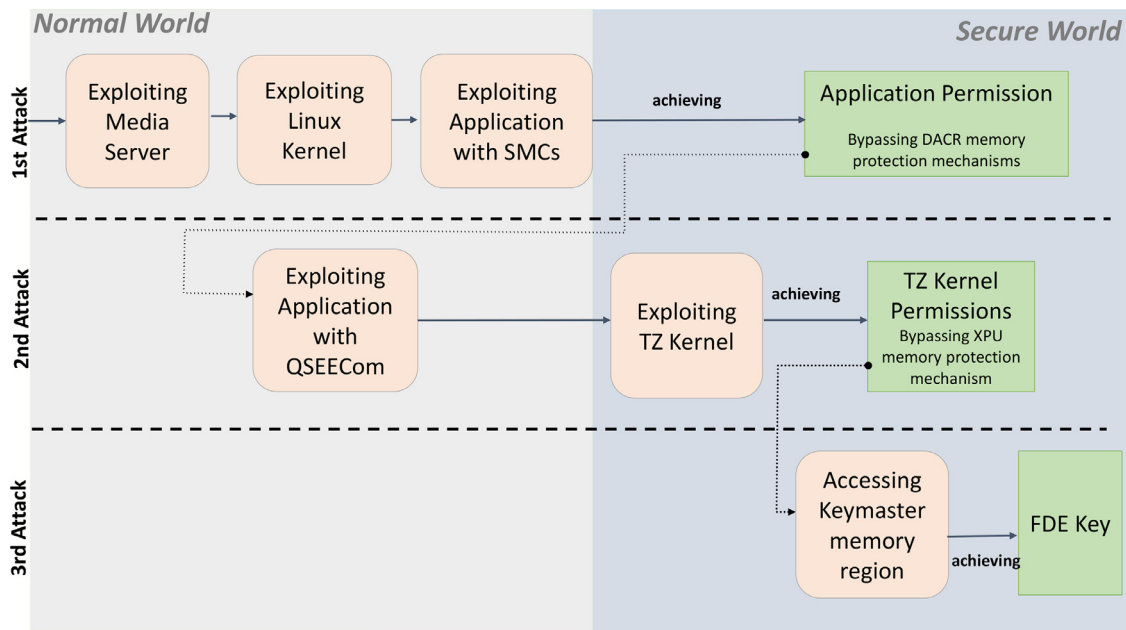 Normal World
Secure World
1st Attack
Exploiting
Media
Server
Exploiting
Linux
Kernel
Exploiting
Application
with SMCs
achieving
Application Permission
Bypassing DACR memory
protection mechanisms
2nd Attack
Exploiting
Application
with
QSEECom
Exploiting
TZ Kernel
achieving
TZ Kernel
Permissions
Bypassing XPU
memory protection
mechanism
3rd Attack
Accessing
Keymaster
memory
region
achieving
FDE Key